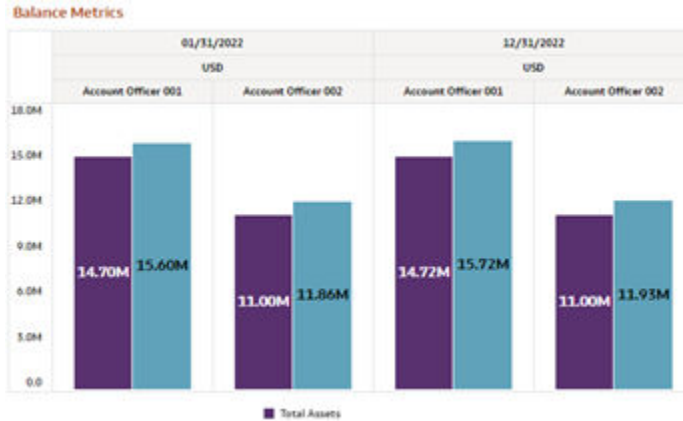 Balance Metrics
01/31/2022 12/31/2022
USD USD
Account Officer 001 Account Officer 002 Account Officer 001 Account Officer 002
18.0M
15.0M
12.0M
9.0M
6.0M
3.0M
0.0
14.70M 15.60M 11.00M 11.86M 14.72M 15.72M 11.00M 11.93M
Total Assets